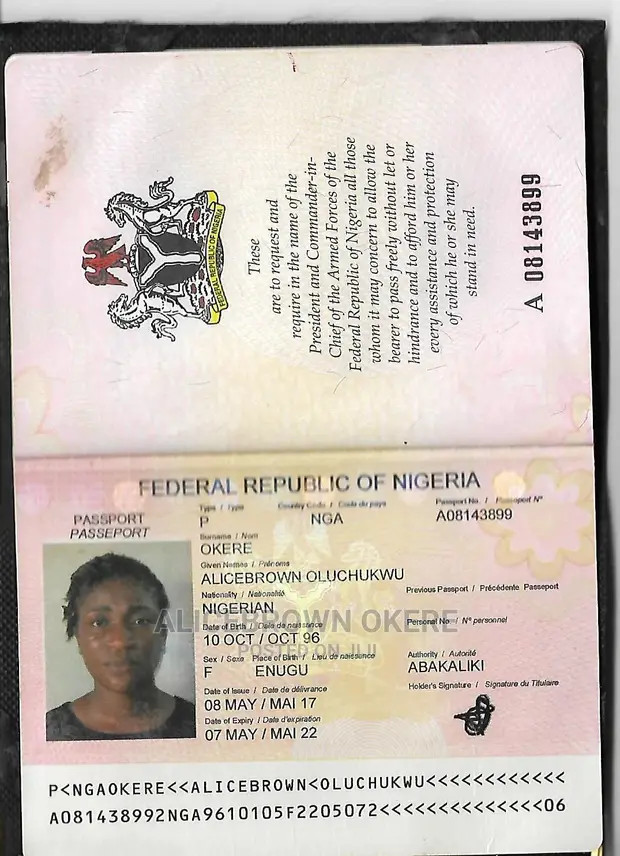 FEDERAL REPUBLIC OF NIGERIA
These
are to request and
require in the name of the
President and Commander-in-
Chief of the Armed Forces of the
Federal Republic of Nigeria all those
whom it may concern to allow the
bearer to pass freely without let or
hindrance and to afford him or her
every assistance and protection
of which he or she may
stand in need.
A 08143899
FEDERAL REPUBLIC OF NIGERIA
PASSPORT
PASSEPORT
Type / Type
P
Country Code / Code du pays
NGA
Passport No. / Passeport N°
A08143899
Surname / Nom
OKERE
Given Names / Prénoms
ALICEBROWN OLUCHUKWU
Nationality / Nationalité
NIGERIAN
Previous Passport / Précédente Passeport
Date of Birth / Date de naissance
10 OCT / OCT 96
Personal No. / N° personnel
Sex / Sexe
F
Place of Birth / Lieu de naissance
ENUGU
Authority / Autorité
ABAKALIKI
Date of Issue / Date de délivrance
08 MAY / MAI 17
Holder's Signature / Signature du Titulaire
Date of Expiry / Date d'expiration
07 MAY / MAI 22
ALICEBROWN OKERE
POSTED ON JIJI
P<NGAOKERE<<ALICEBROWN<OLUCHUKWU<<<<<<<<<<<<
A081438992NGA9610105F2205072<<<<<<<<<<<<<<06